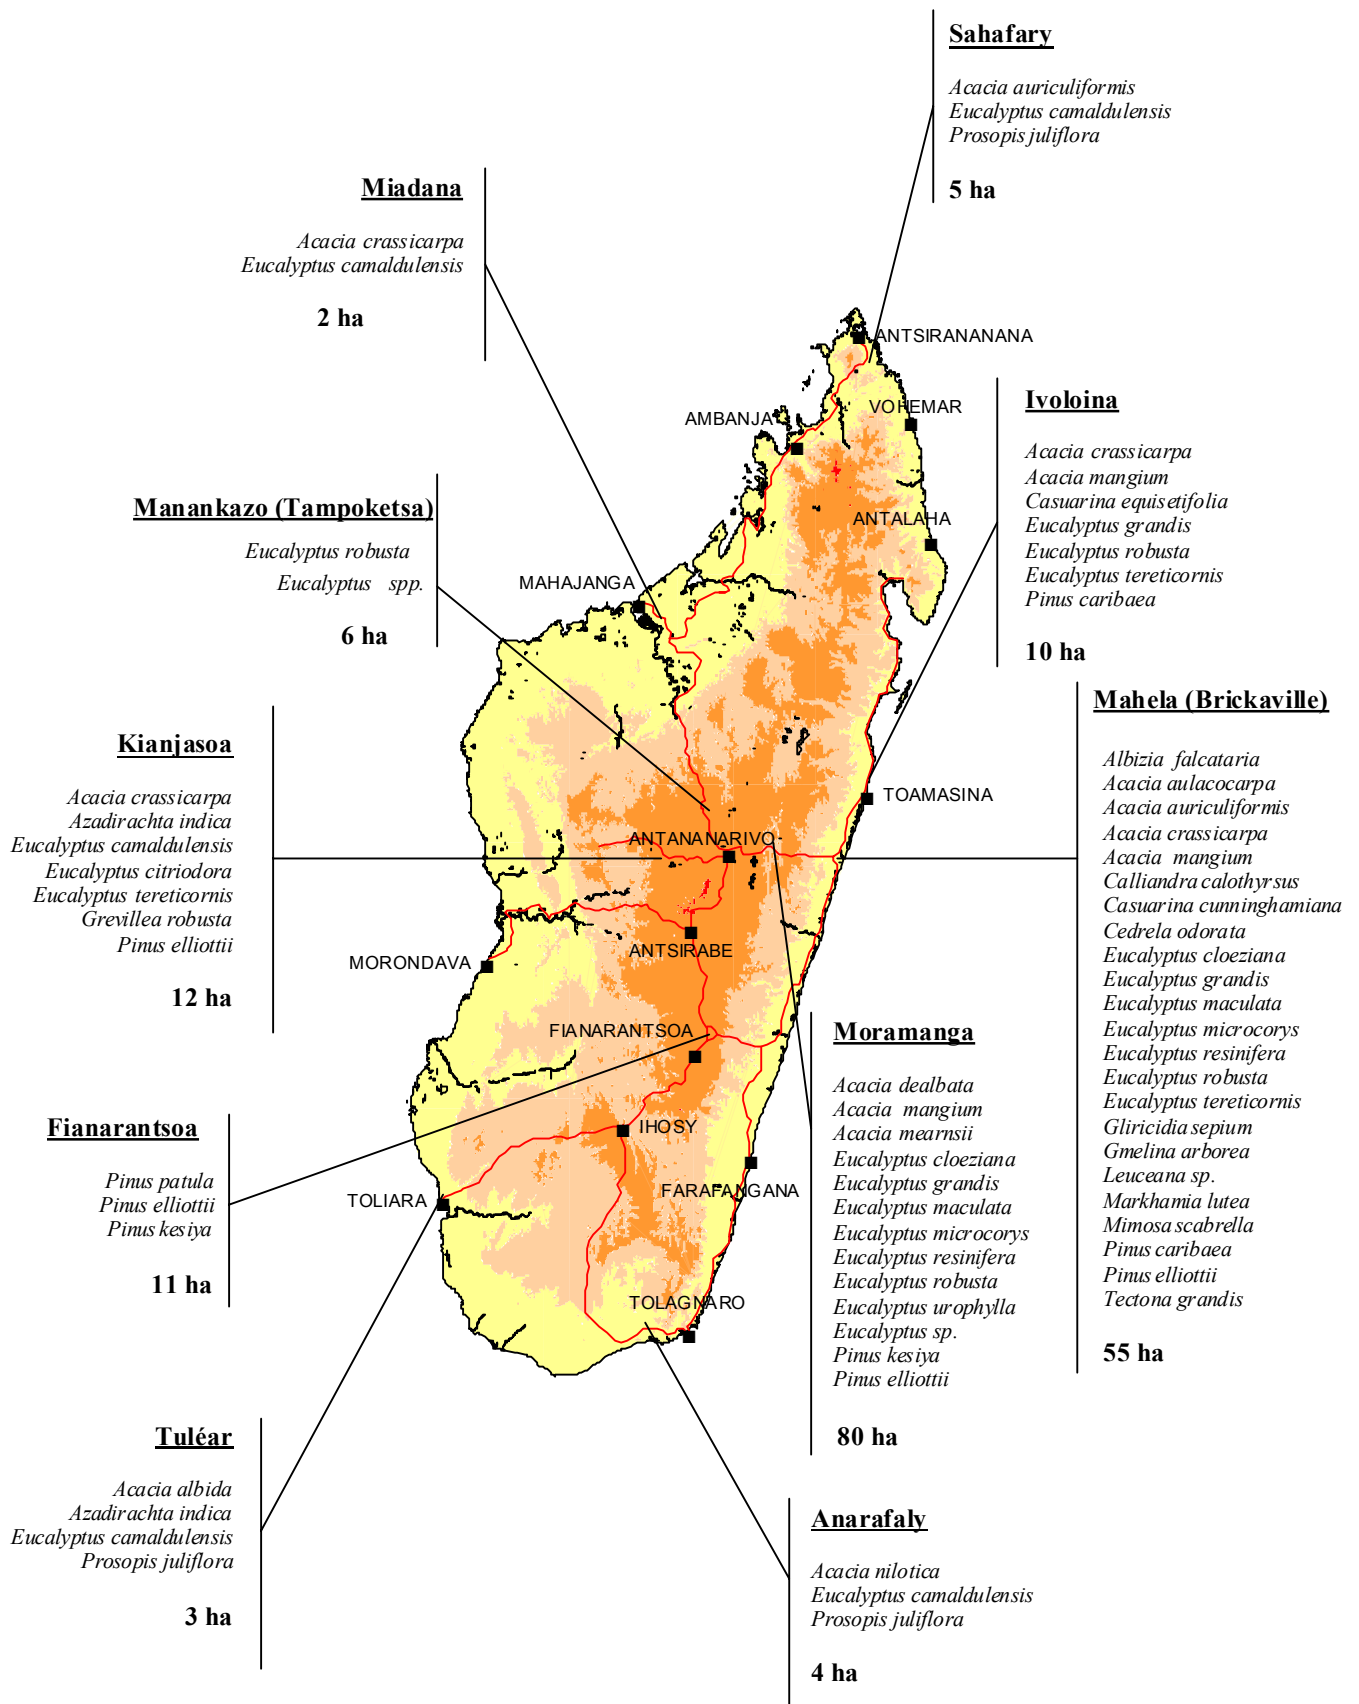 Sahafary
Acacia auriculiformis
Eucalyptus camaldulensis
Prosopis juliflora
5 ha
Miadana
Acacia crassicarpa
Eucalyptus camaldulensis
2 ha
ANTSIRANANANA
VOHEMAR
AMBANJA
ANTALAHA
MAHAJANGA
Ivoloina
Acacia crassicarpa
Acacia mangium
Casuarina equisetifolia
Eucalyptus grandis
Eucalyptus robusta
Eucalyptus tereticornis
Pinus caribaea
10 ha
Manankazo (Tampoketsa)
Eucalyptus robusta
Eucalyptus spp.
6 ha
Mahela (Brickaville)
Albizia falcataria
Acacia aulacocarpa
Acacia auriculiformis
Acacia crassicarpa
Acacia mangium
Calliandra calothyrsus
Casuarina cunninghamiana
Cedrela odorata
Eucalyptus cloeziana
Eucalyptus grandis
Eucalyptus maculata
Eucalyptus microcorys
Eucalyptus resinifera
Eucalyptus robusta
Eucalyptus tereticornis
Gliricidia sepium
Gmelina arborea
Leuceana sp.
Markhamia lutea
Mimosa scabrella
Pinus caribaea
Pinus elliottii
Tectona grandis
55 ha
Kianjasoa
Acacia crassicarpa
Azadirachta indica
Eucalyptus camaldulensis
Eucalyptus citriodora
Eucalyptus tereticornis
Grevillea robusta
Pinus elliottii
12 ha
TOAMASINA
ANTANANARIVO
ANTSIRABE
MORONDAVA
FIANARANTSOA
IHOSY
FARAFANGANA
TOLIARA
TOLAGNARO
Moramanga
Acacia dealbata
Acacia mangium
Acacia mearnsii
Eucalyptus cloeziana
Eucalyptus grandis
Eucalyptus maculata
Eucalyptus microcorys
Eucalyptus resinifera
Eucalyptus robusta
Eucalyptus urophylla
Eucalyptus sp.
Pinus kesiya
Pinus elliottii
80 ha
Fianarantsoa
Pinus patula
Pinus elliottii
Pinus kesiya
11 ha
Tuléar
Acacia albida
Azadirachta indica
Eucalyptus camaldulensis
Prosopis juliflora
3 ha
Anarafaly
Acacia nilotica
Eucalyptus camaldulensis
Prosopis juliflora
4 ha